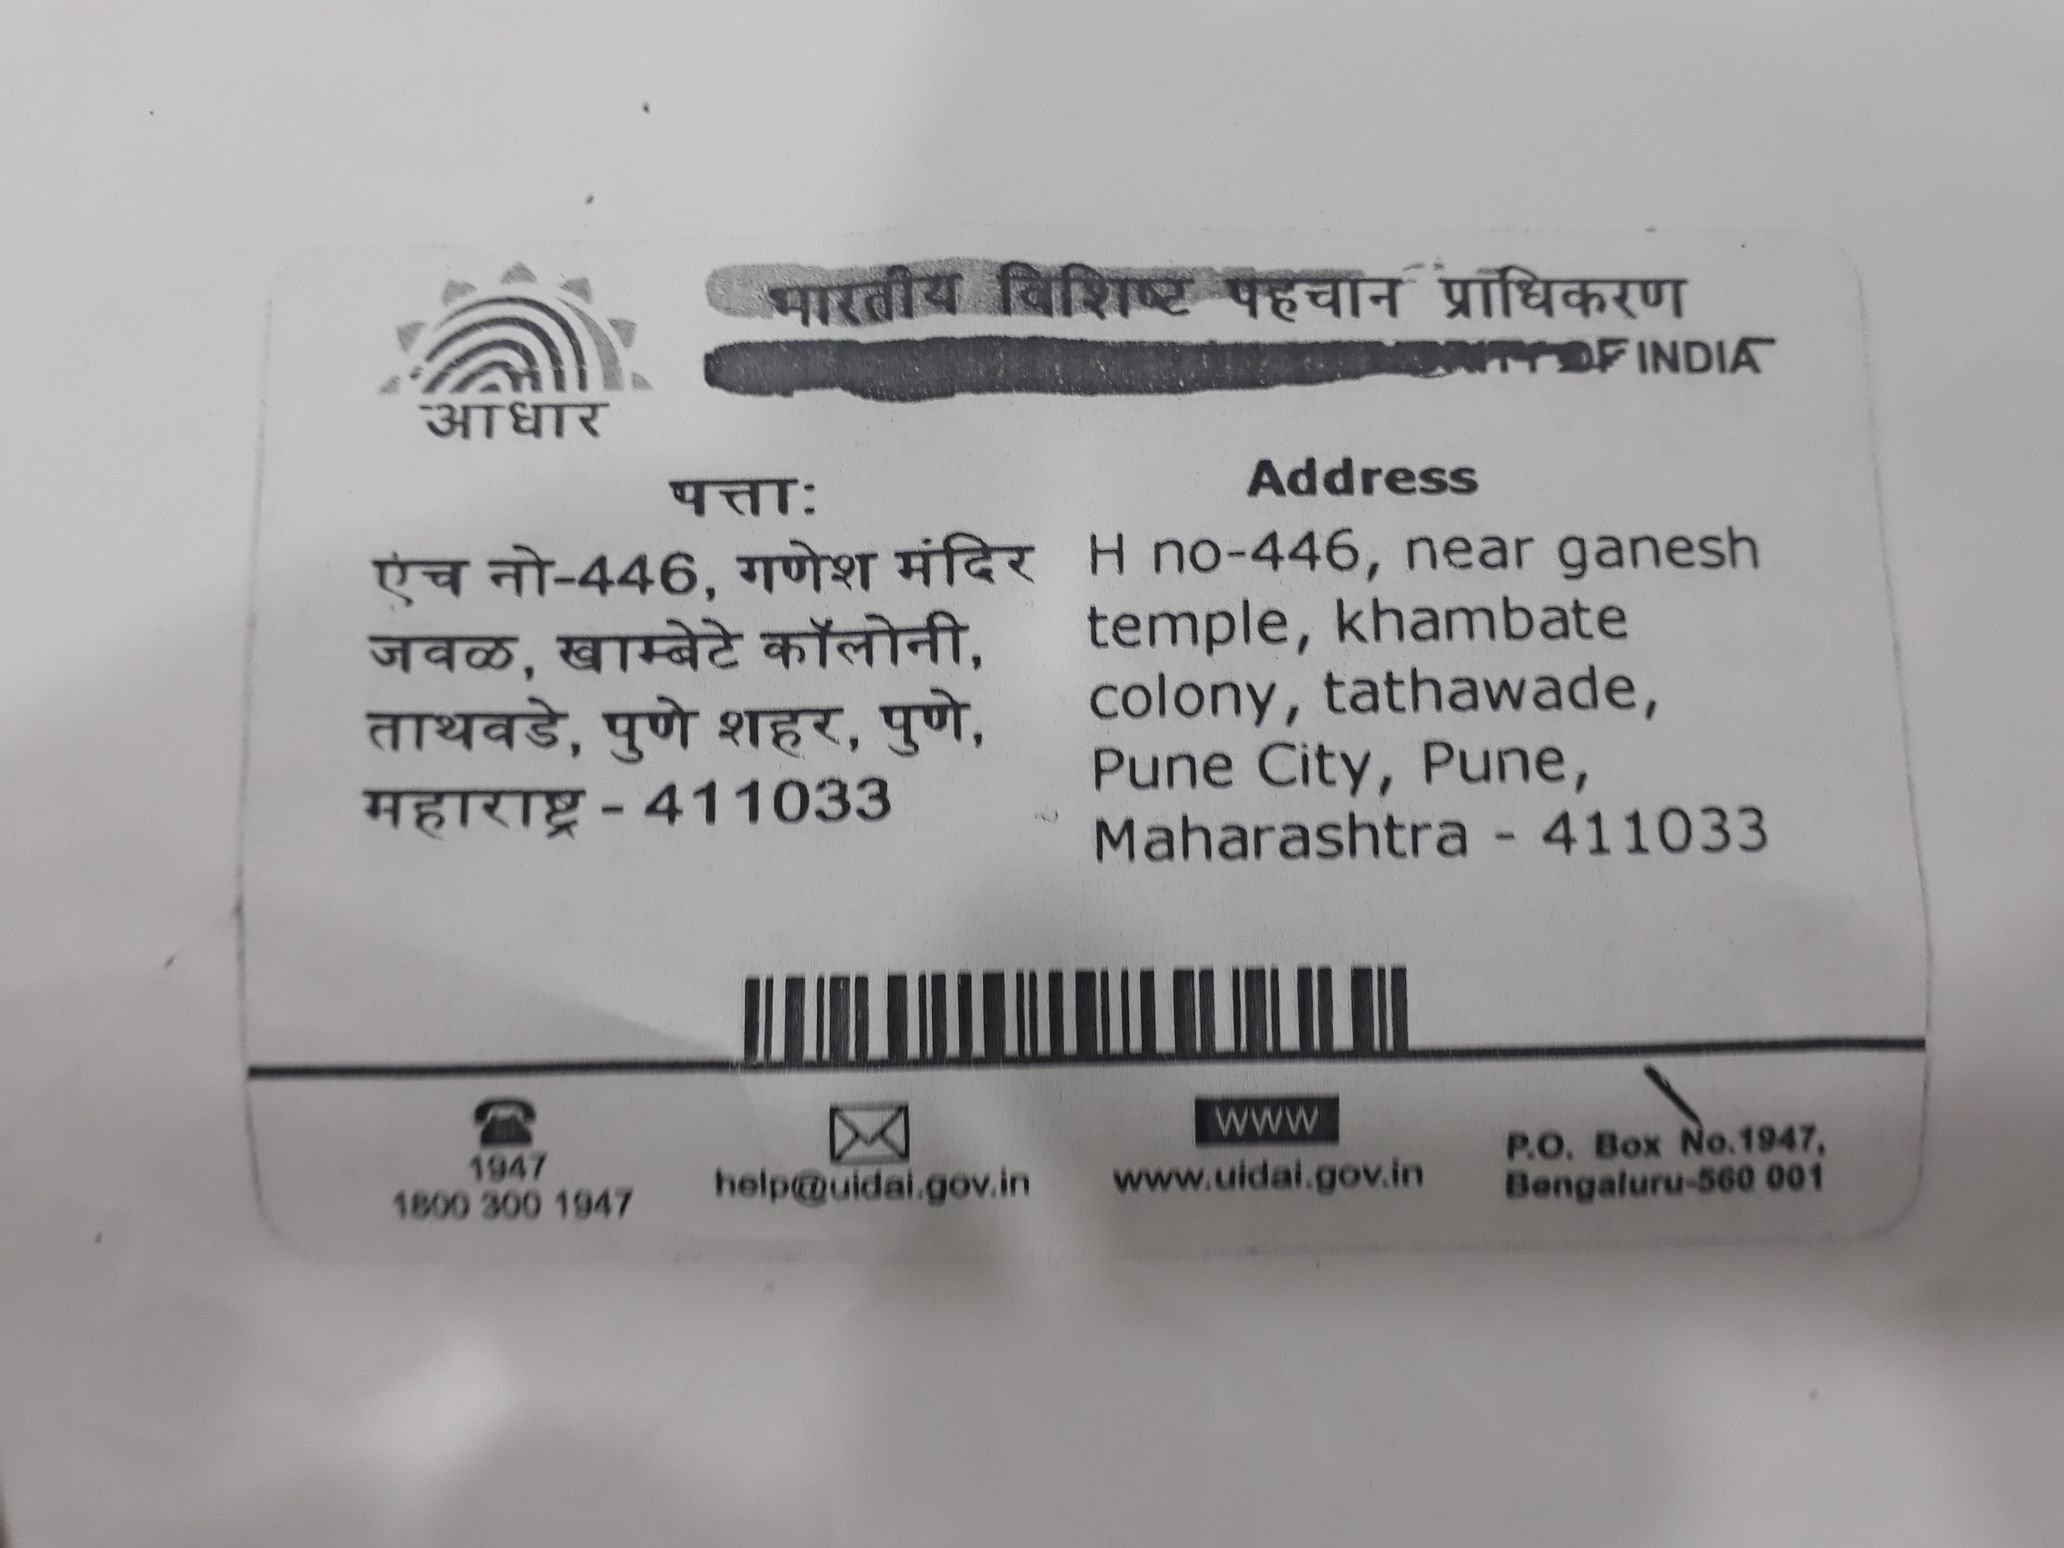 भारतीय विशिष्ट पहचान प्राधिकरण
OF INDIA
आधार
पत्ता:
एच नो-446, गणेश मंदिर
जवळ, खाम्बेटे कॉलोनी,
ताथवडे, पुणे शहर, पुणे,
महाराष्ट्र - 411033
Address
H no-446, near ganesh
temple, khambate
colony, tathawade,
Pune City, Pune,
Maharashtra - 411033
1947
1800 300 1947
help@uidai.gov.in
WWW
www.uidai.gov.in
P.O. Box No.1947,
Bengaluru-560 001